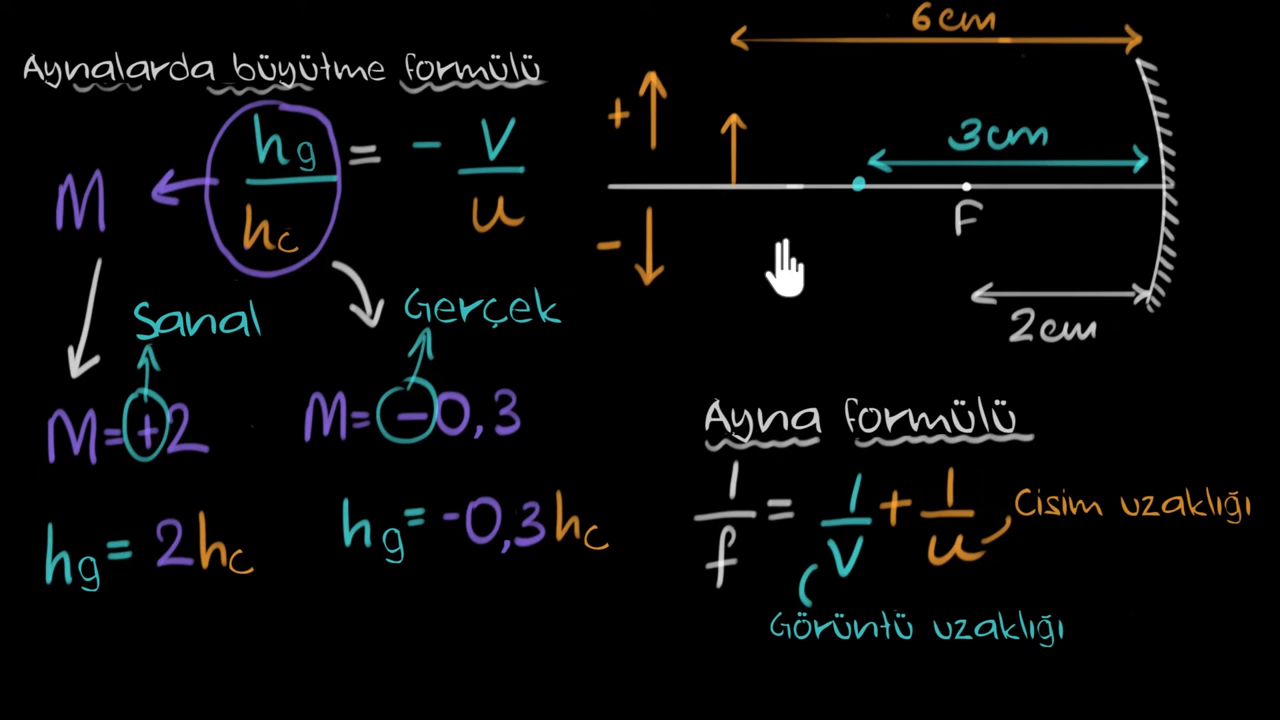 Aynalarda büyütme formülü
M ← hg/hc = - v/u
Sanal
Gerçek
M=+2
M=-0,3
hg=2hc
hg=-0,3hc
6cm
+
3cm
-
F
2cm
Ayna formülü
1/f = 1/v + 1/u
Cisim uzaklığı
Görüntü uzaklığı